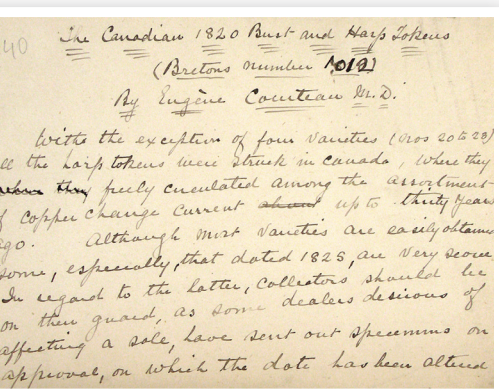 40
The Canadian 1820 Bust and Harp Tokens
(Bretons number 1012)
By Eugène Courteau M.D.
Withs the exception of four varieties (nos 20 to 23)
all the harp tokens were struck in Canada, where they
freely circulated among the assortment
of copper change current up to thirty years
ago. Although most varieties are easily obtained
some, especially, that dated 1825, are very scarce
In regard to the latter, collectors should be
on their guard, as some dealers desirous of
affecting a sale, have sent out specimens on
approval, on which the date has been altered